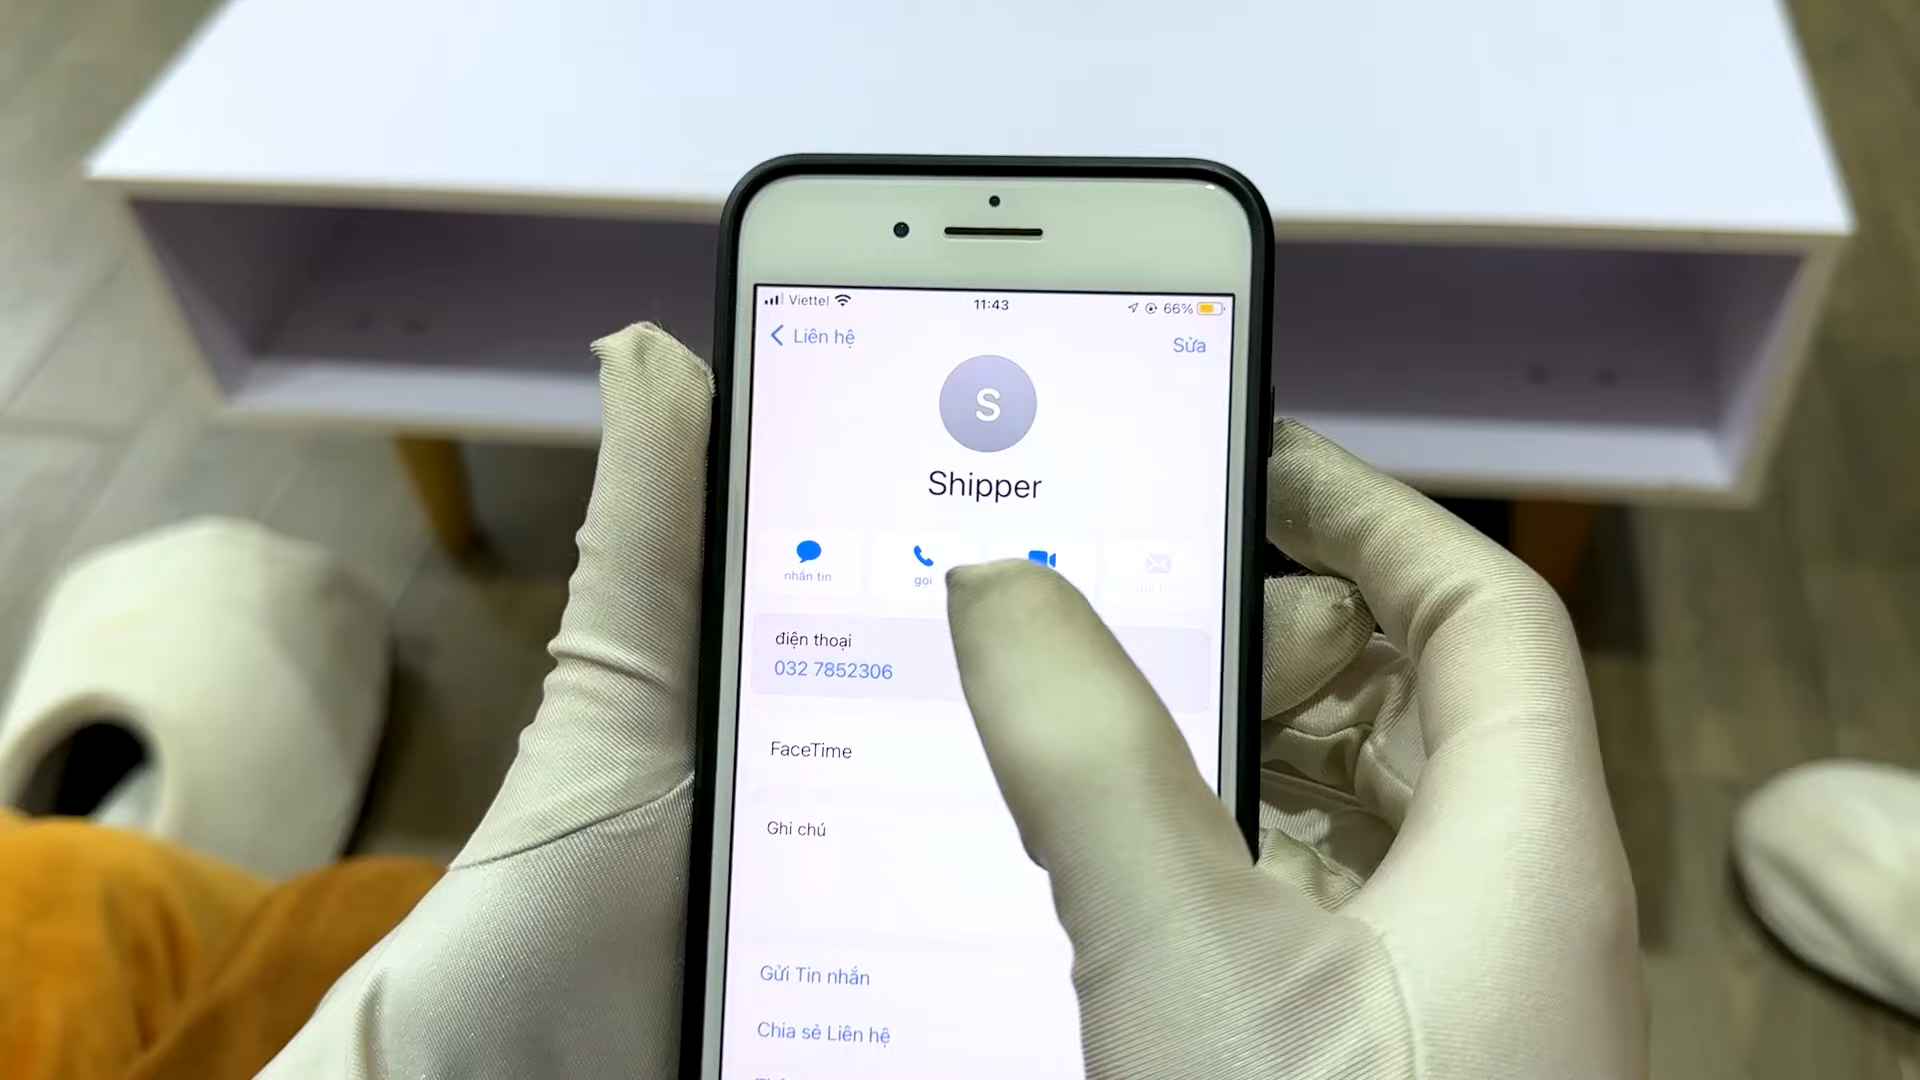 Viettel 11:43 66%
Liên hệ Sửa
S
Shipper
nhắn tin gọi
điện thoại
032 7852306
FaceTime
Ghi chú
Gửi Tin nhắn
Chia sẻ Liên hệ